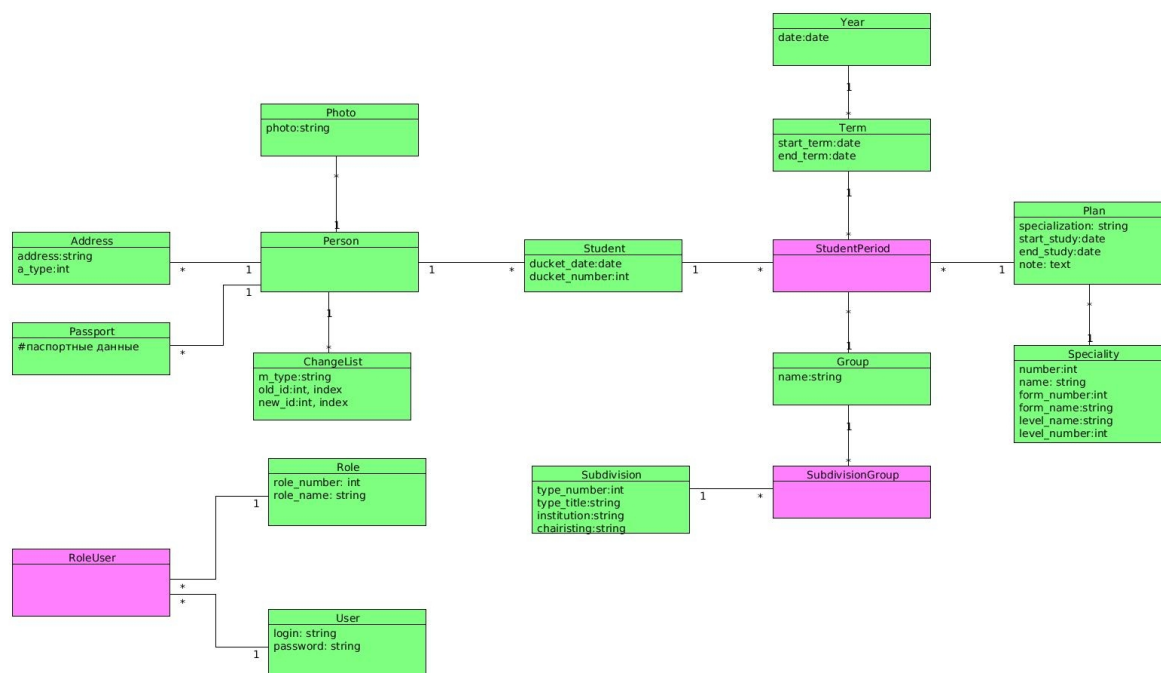 Year
date:date
1
*
Photo
photo:string
*
1
Term
start_term:date
end_term:date
1
*
Address
address:string
a_type:int
*
1
Person
1
*
Student
ducket_date:date
ducket_number:int
1
*
StudentPeriod
*
1
Plan
specialization: string
start_study:date
end_study:date
note: text
*
1
Passport
#паспортные данные
*
1
1
*
ChangeList
m_type:string
old_id:int, index
new_id:int, index
*
1
Group
name:string
1
*
Speciality
number:int
name: string
form_number:int
form_name:string
level_name:string
level_number:int
Role
role_number: int
role_name: string
1
Subdivision
type_number:int
type_title:string
institution:string
chairisting:string
1
*
SubdivisionGroup
RoleUser
*
*
User
login: string
password: string
1